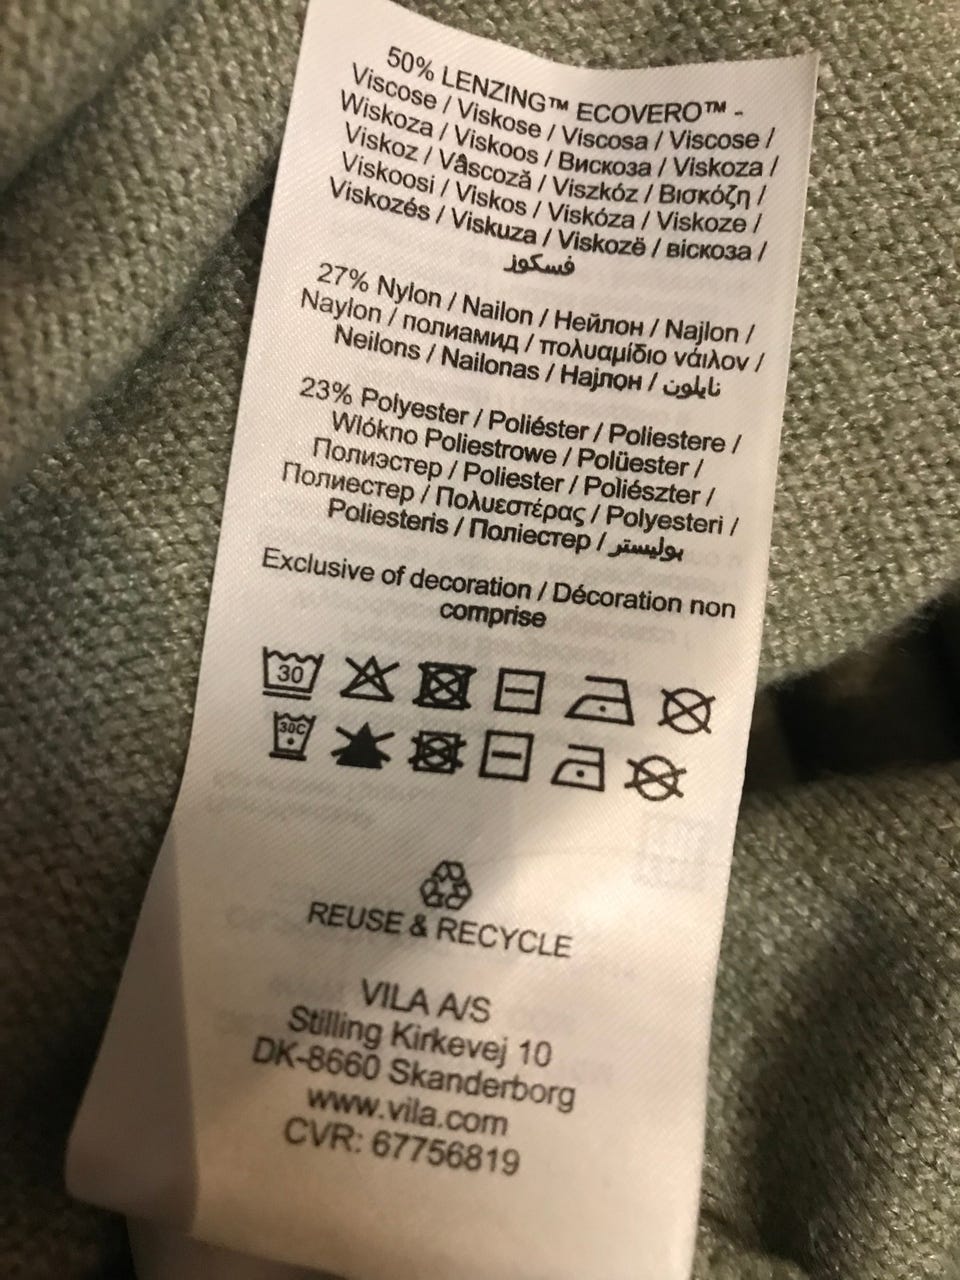 50% LENZING™ ECOVERO™ -
Viscose / Viskose / Viscosa / Viscose /
Wiskoza / Viskoos / Вискоза / Viskoza /
Viskoz / Vâscoză / Viszkóz / Βισκόζη /
Viskoosi / Viskos / Viskóza / Viskoze /
Viskozės / Viskuza / Viskozë / віскоза /
فسكوز
27% Nylon / Nailon / Нейлон / Najlon /
Naylon / полиамид / πολυαμίδιο νάιλον /
Neilons / Nailonas / Најлон / نايلون
23% Polyester / Poliéster / Poliestere /
Wlókno Poliestrowe / Polüester /
Полиэстер / Poliester / Poliészter /
Полиестер / Πολυεστέρας / Polyesteri /
Poliesteris / Поліестер / بوليستر
Exclusive of decoration / Décoration non
comprise
30
30C
REUSE & RECYCLE
VILA A/S
Stilling Kirkevej 10
DK-8660 Skanderborg
www.vila.com
CVR: 67756819